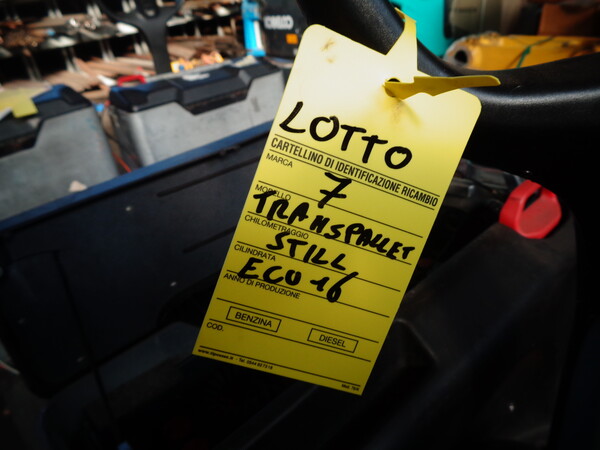 LOTTO
CARTELLINO DI IDENTIFICAZIONE RICAMBIO
MARCA
7
MODELLO
TRANSPALLET
CHILOMETRAGGIO
STILL
CILINDRATA
ECU 16
ANNO DI PRODUZIONE
BENZINA DIESEL
COD.